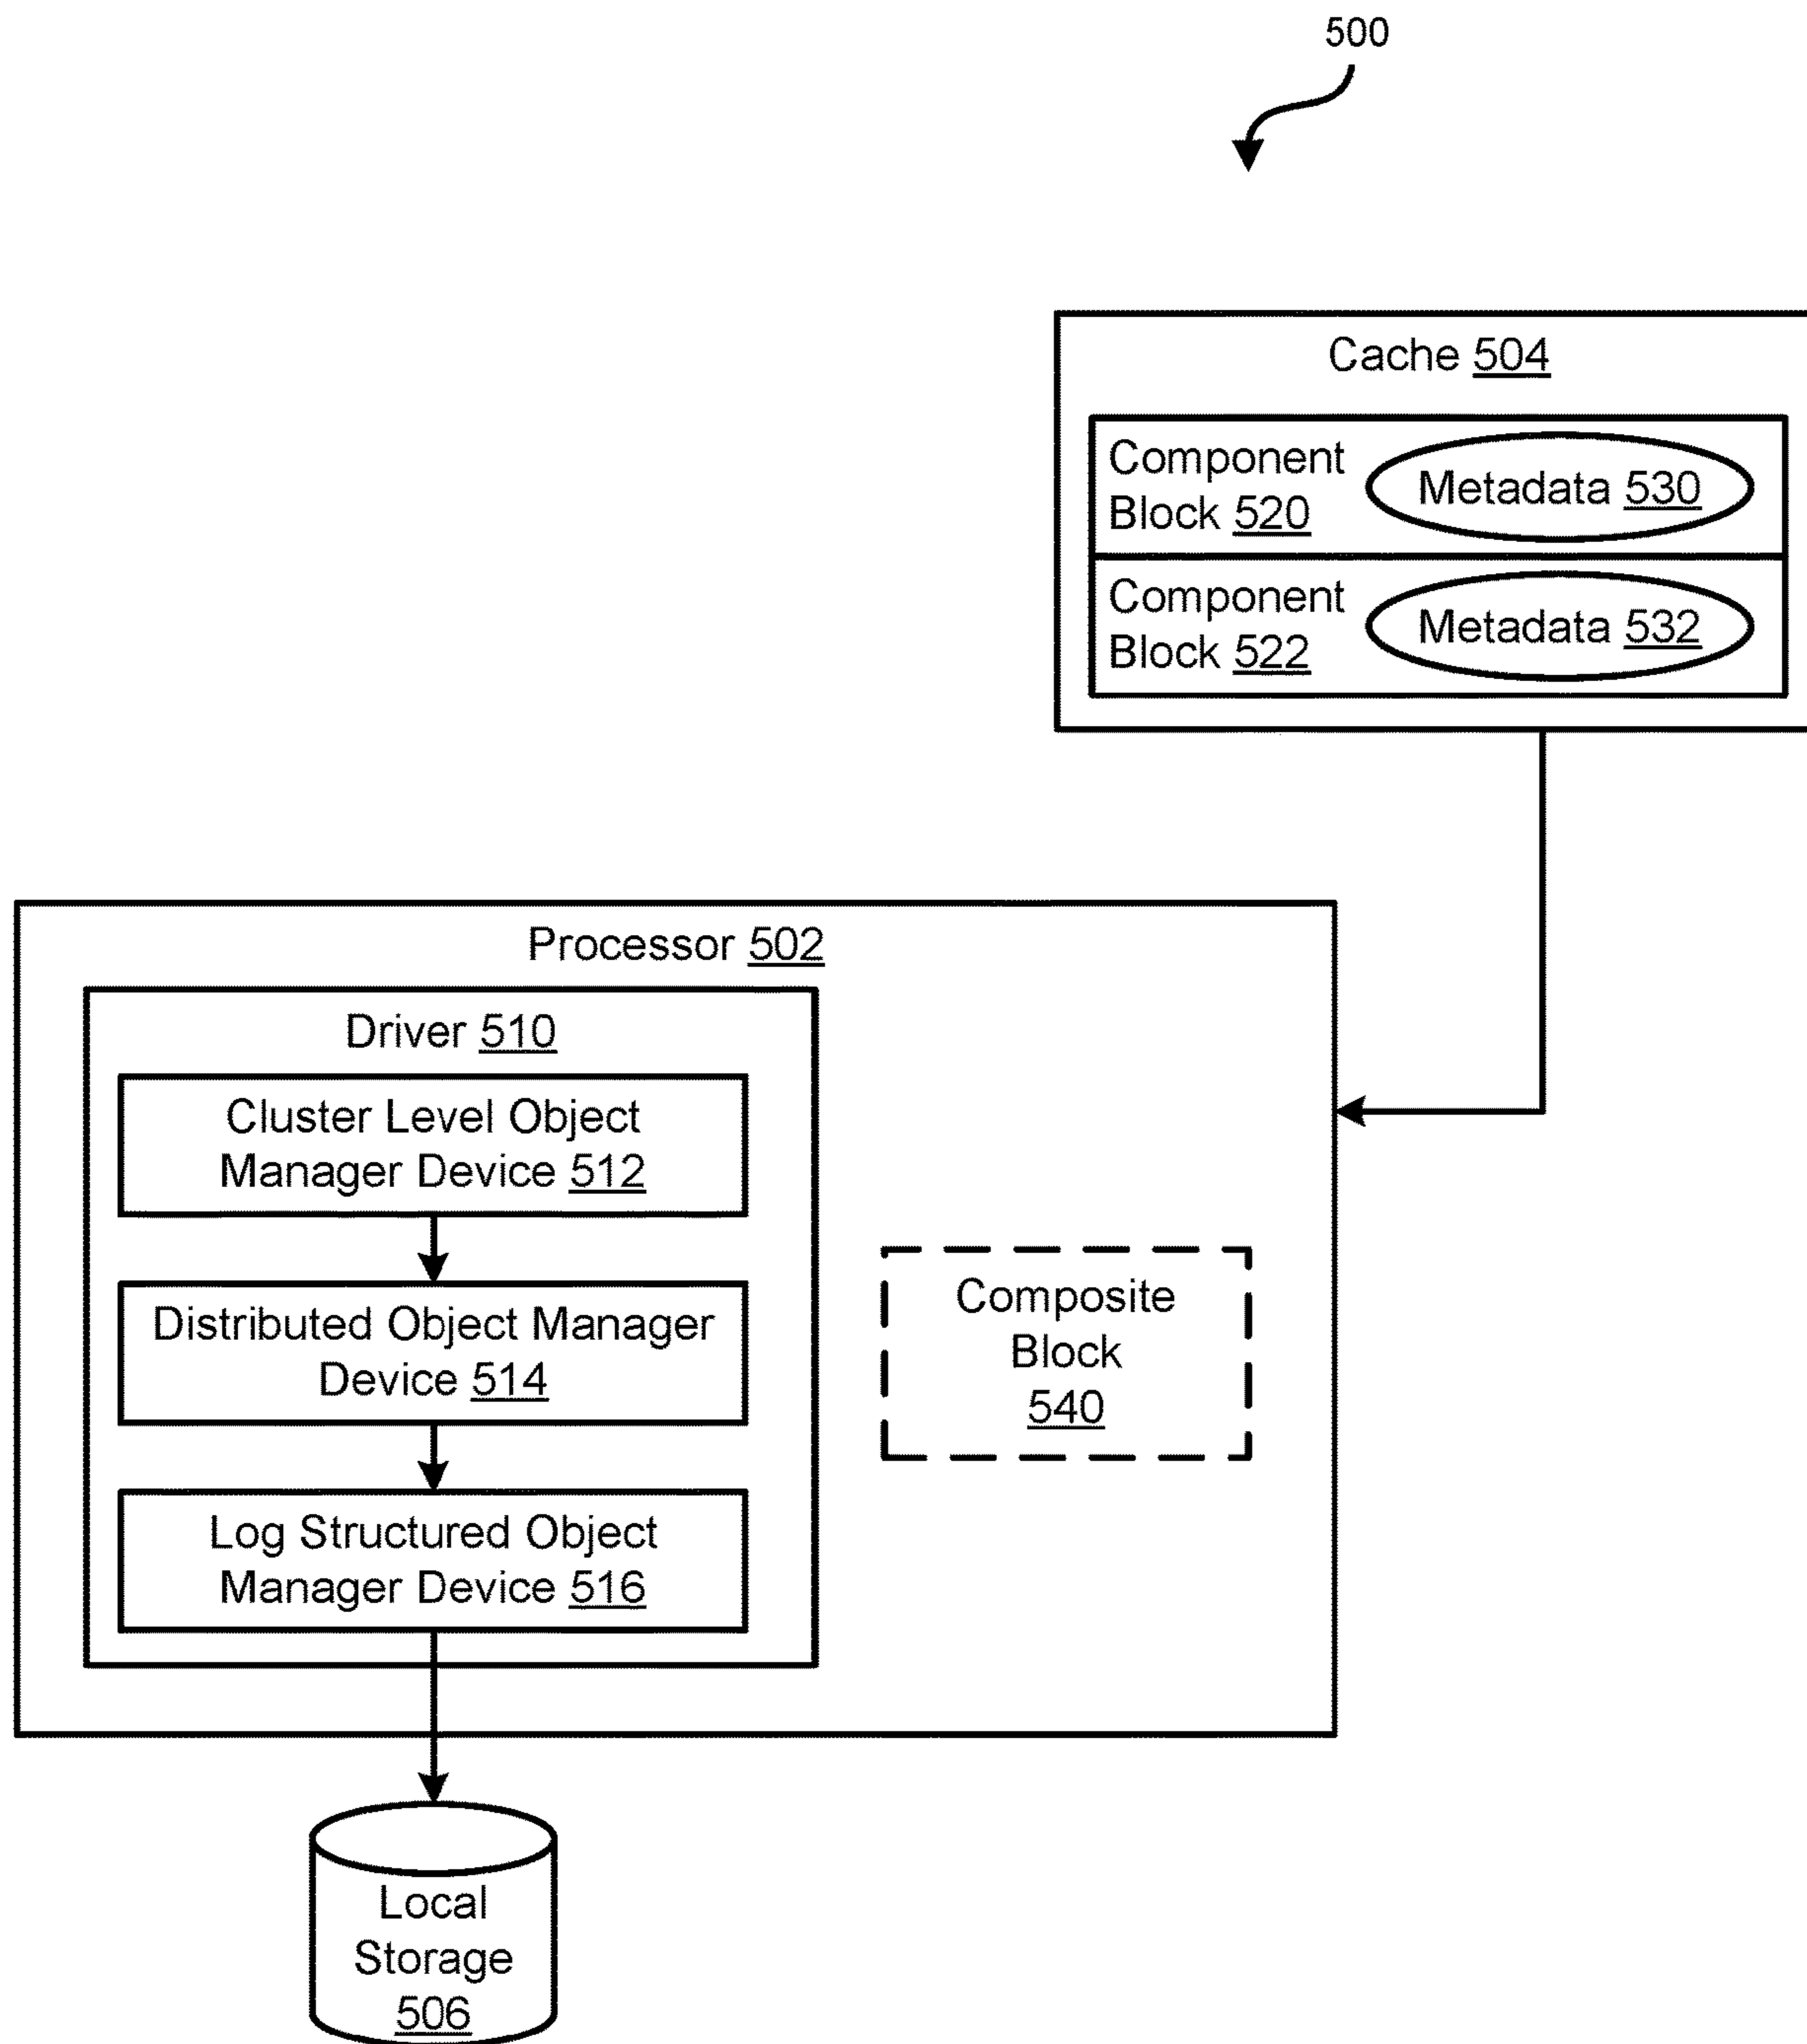 500
Cache 504
Component
Block 520
Metadata 530
Component
Block 522
Metadata 532
Processor 502
Driver 510
Cluster Level Object
Manager Device 512
Distributed Object Manager
Device 514
Log Structured Object
Manager Device 516
Composite
Block
540
Local
Storage
506